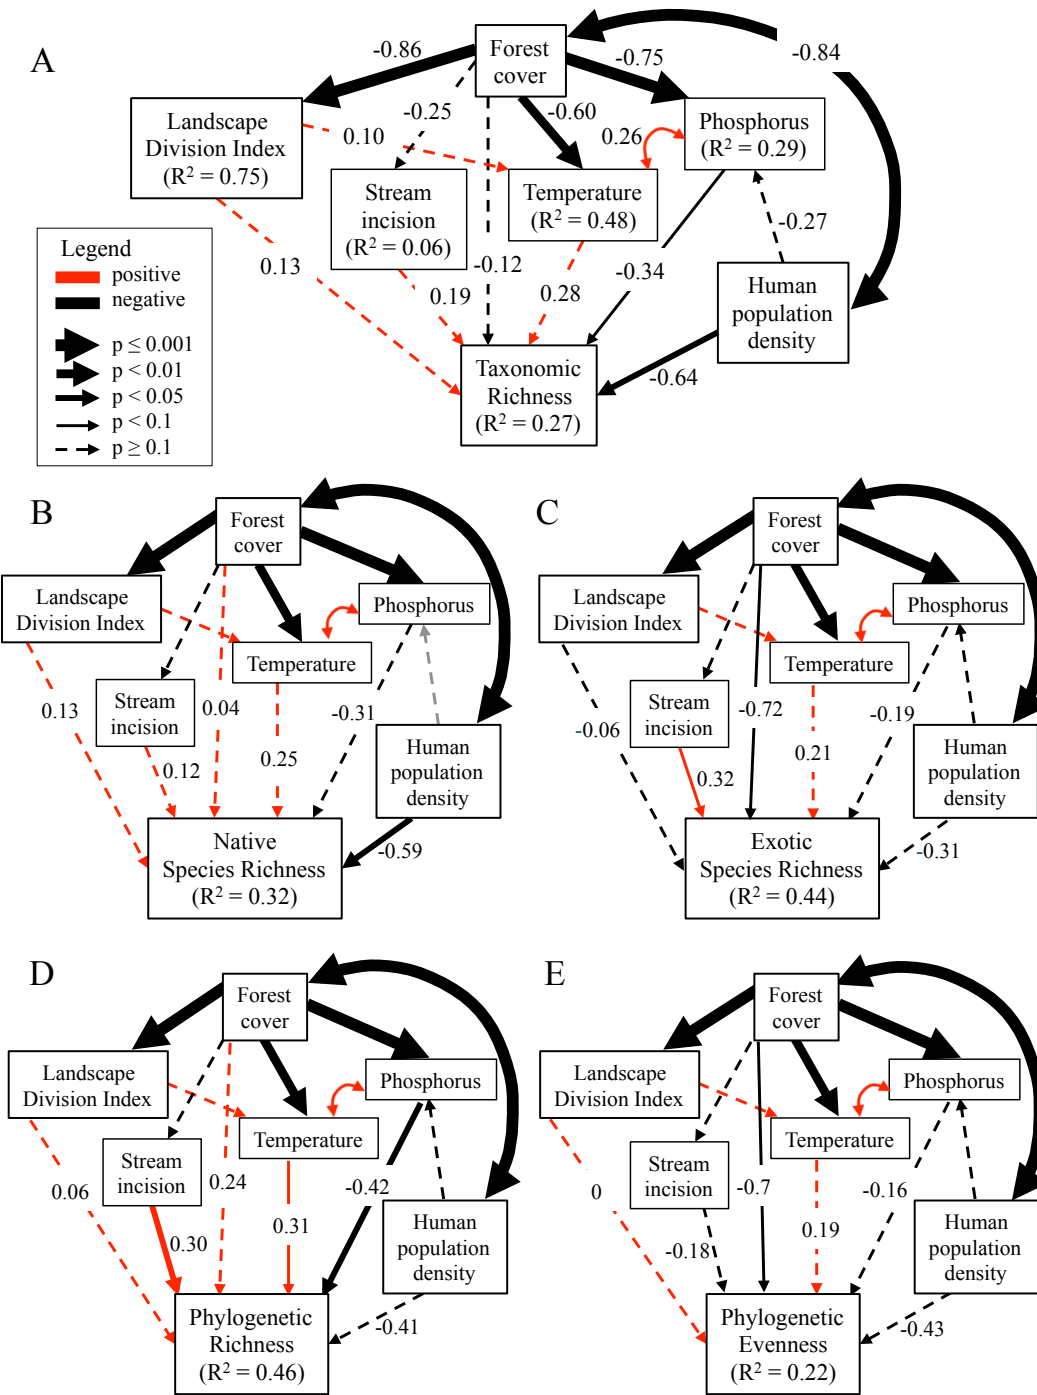 A
Forest
cover
-0.86
-0.75
-0.84
-0.25
-0.60
0.10
0.26
Landscape
Division Index
(R² = 0.75)
Phosphorus
(R² = 0.29)
Stream
incision
(R² = 0.06)
Temperature
(R² = 0.48)
-0.27
0.13
-0.12
-0.34
0.19
0.28
Human
population
density
-0.64
Taxonomic
Richness
(R² = 0.27)
Legend
positive
negative
p ≤ 0.001
p < 0.01
p < 0.05
p < 0.1
p ≥ 0.1
B
Forest
cover
Landscape
Division Index
Phosphorus
Temperature
Stream
incision
0.13
0.04
-0.31
0.12
0.25
Human
population
density
-0.59
Native
Species Richness
(R² = 0.32)
C
Forest
cover
Landscape
Division Index
Phosphorus
Temperature
Stream
incision
-0.06
-0.72
-0.19
0.32
0.21
Human
population
density
-0.31
Exotic
Species Richness
(R² = 0.44)
D
Forest
cover
Landscape
Division Index
Phosphorus
Temperature
Stream
incision
0.06
0.24
-0.42
0.30
0.31
Human
population
density
-0.41
Phylogenetic
Richness
(R² = 0.46)
E
Forest
cover
Landscape
Division Index
Phosphorus
Temperature
Stream
incision
0
-0.7
-0.16
-0.18
0.19
Human
population
density
-0.43
Phylogenetic
Evenness
(R² = 0.22)